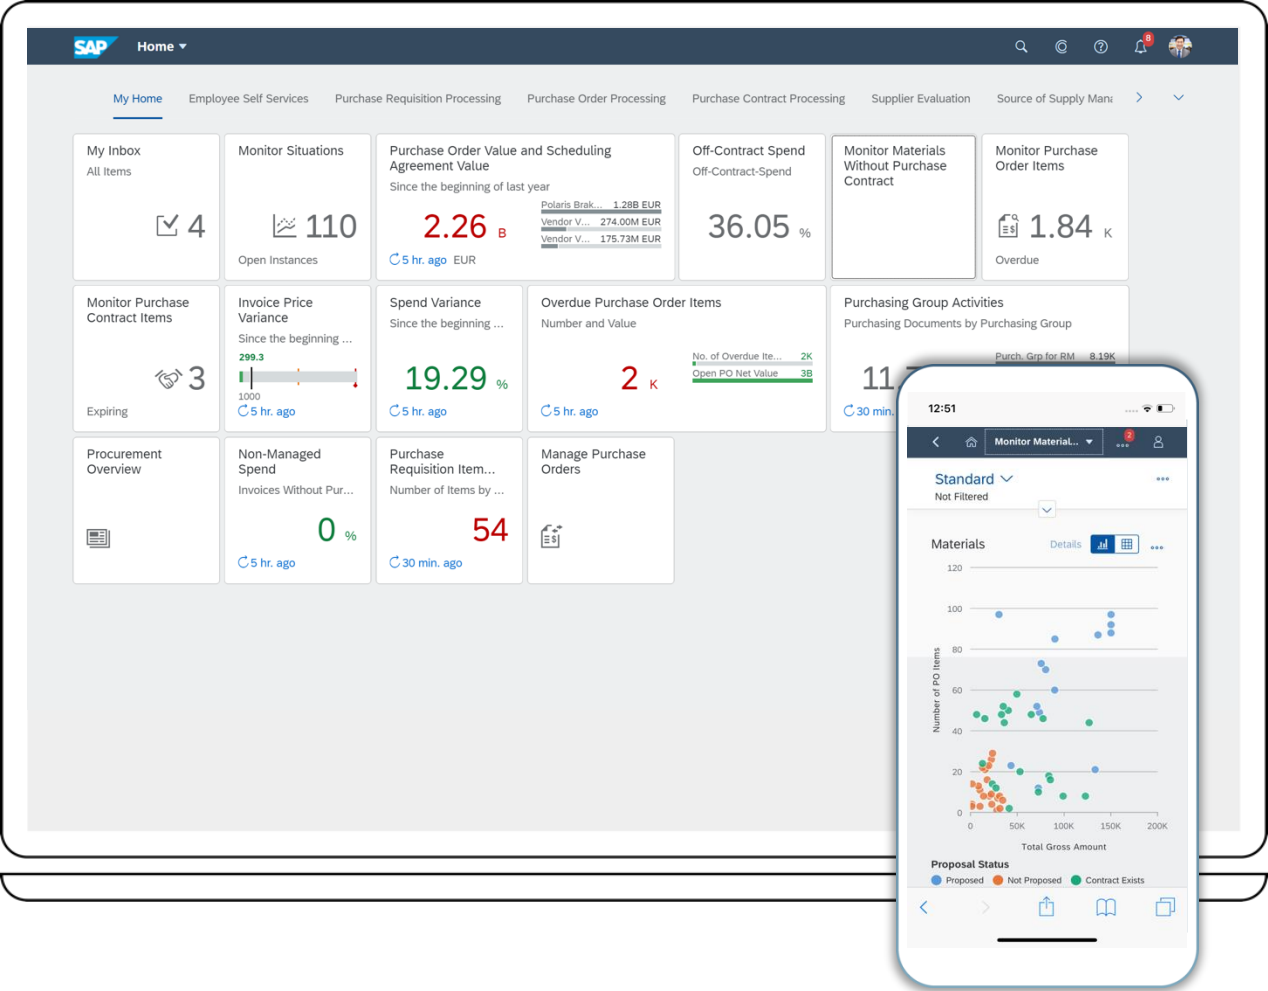 SAP
Home
8
My Home
Employee Self Services
Purchase Requisition Processing
Purchase Order Processing
Purchase Contract Processing
Supplier Evaluation
Source of Supply Mana
My Inbox
All Items
4
Monitor Situations
110
Open Instances
Purchase Order Value and Scheduling
Agreement Value
Since the beginning of last year
2.26 B
Polaris Brak... 1.28B EUR
Vendor V... 274.00M EUR
Vendor V... 175.73M EUR
5 hr. ago EUR
Off-Contract Spend
Off-Contract-Spend
36.05 %
Monitor Materials
Without Purchase
Contract
Monitor Purchase
Order Items
1.84 K
Overdue
Monitor Purchase
Contract Items
3
Expiring
Invoice Price
Variance
Since the beginning ...
299.3
1000
5 hr. ago
Spend Variance
Since the beginning ...
19.29 %
5 hr. ago
Overdue Purchase Order Items
Number and Value
2 K
No. of Overdue Ite... 2K
Open PO Net Value 3B
5 hr. ago
Purchasing Group Activities
Purchasing Documents by Purchasing Group
Purch. Grp for RM 8.19K
11.
30 min.
Procurement
Overview
Non-Managed
Spend
Invoices Without Pur...
0 %
5 hr. ago
Purchase
Requisition Item...
Number of Items by ...
54
30 min. ago
Manage Purchase
Orders
12:51
Monitor Material...
2
Standard
Not Filtered
Materials
Details
120
100
80
60
40
20
0
Number of PO Items
0 50K 100K 150K 200K
Total Gross Amount
Proposal Status
Proposed Not Proposed Contract Exists